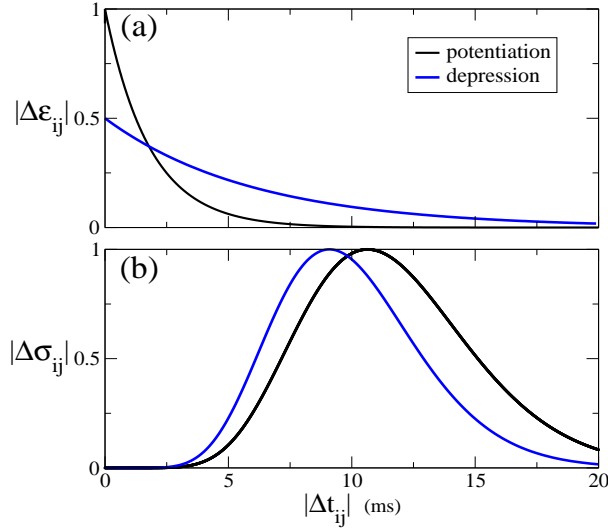 1
(a)
potentiation
depression
|Δε_ij| 0.5
0
1
(b)
|Δσ_ij| 0.5
0
0 5 10 15 20
|Δt_ij| (ms)